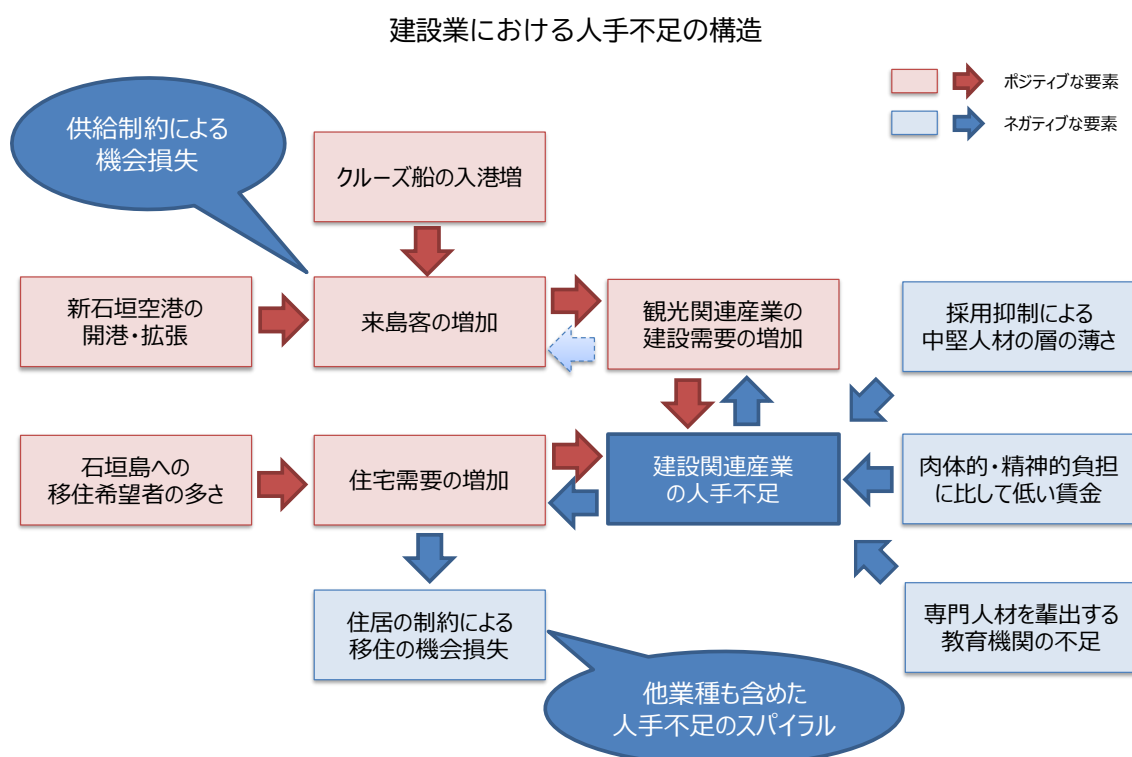 建設業における人手不足の構造
ポジティブな要素
ネガティブな要素
供給制約による
機会損失
クルーズ船の入港増
新石垣空港の
開港・拡張
来島客の増加
観光関連産業の
建設需要の増加
採用抑制による
中堅人材の層の薄さ
石垣島への
移住希望者の多さ
住宅需要の増加
建設関連産業
の人手不足
肉体的・精神的負担
に比して低い賃金
住居の制約による
移住の機会損失
専門人材を輩出する
教育機関の不足
他業種も含めた
人手不足のスパイラル